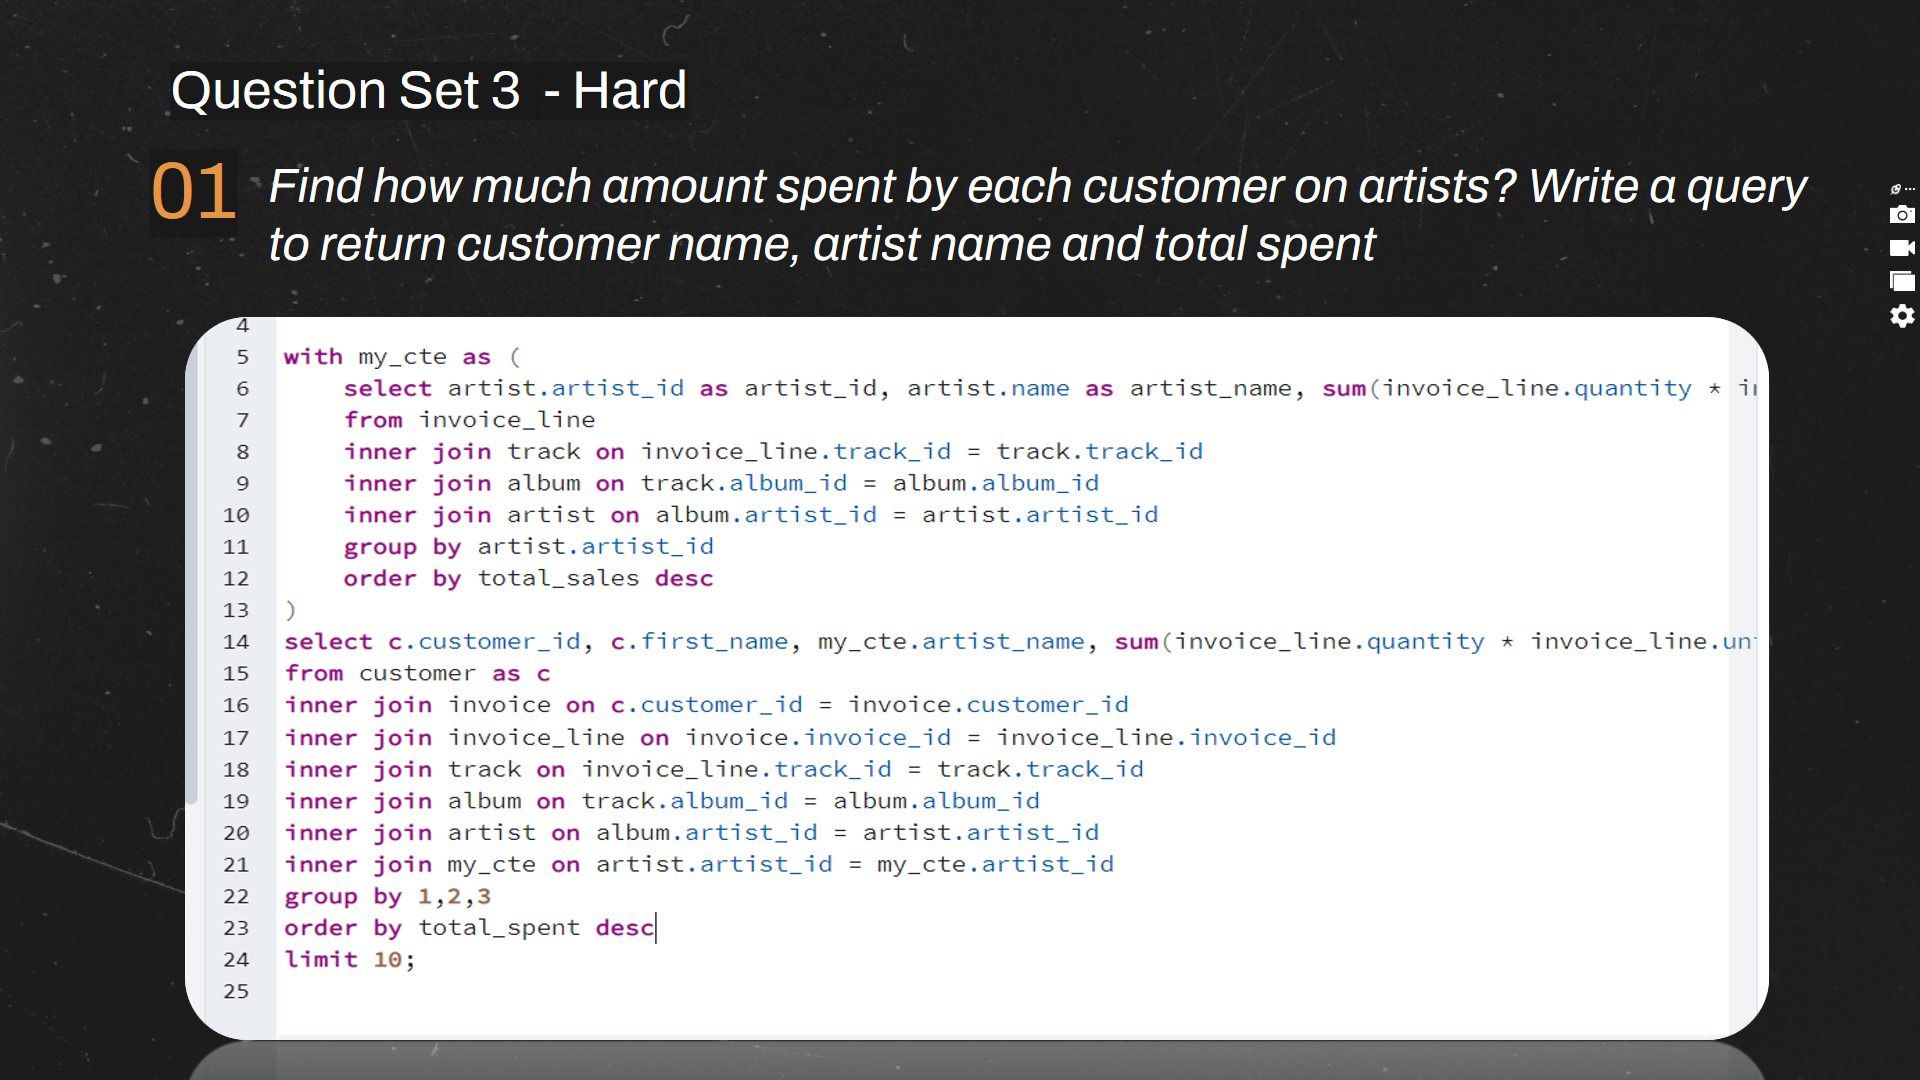 Question Set 3 - Hard
01 Find how much amount spent by each customer on artists? Write a query
to return customer name, artist name and total spent
4
5 with my_cte as (
6 select artist.artist_id as artist_id, artist.name as artist_name, sum(invoice_line.quantity *
7 from invoice_line
8 inner join track on invoice_line.track_id = track.track_id
9 inner join album on track.album_id = album.album_id
10 inner join artist on album.artist_id = artist.artist_id
11 group by artist.artist_id
12 order by total_sales desc
13 )
14 select c.customer_id, c.first_name, my_cte.artist_name, sum(invoice_line.quantity * invoice_line.un
15 from customer as c
16 inner join invoice on c.customer_id = invoice.customer_id
17 inner join invoice_line on invoice.invoice_id = invoice_line.invoice_id
18 inner join track on invoice_line.track_id = track.track_id
19 inner join album on track.album_id = album.album_id
20 inner join artist on album.artist_id = artist.artist_id
21 inner join my_cte on artist.artist_id = my_cte.artist_id
22 group by 1,2,3
23 order by total_spent desc
24 limit 10;
25